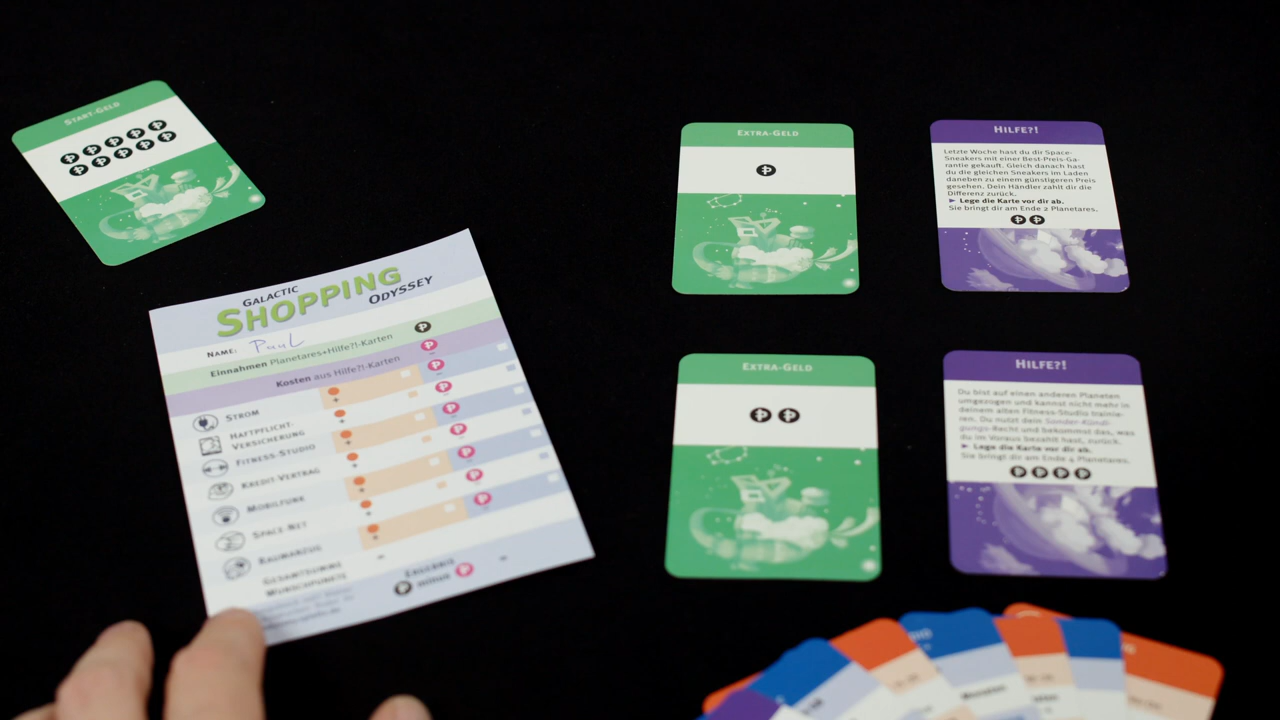 START-GELD
GALACTIC
SHOPPING
ODYSSEY
NAME: Paul
Einnahmen Planetares+Hilfe?!-Karten
Kosten aus Hilfe?!-Karten
STROM
HAFTPFLICHT-
VERSICHERUNG
FITNESS-STUDIO
KREDIT-VERTRAG
MOBILFUNK
SPACE-NET
RAUMANZUG
GESAMTSUMME
WUNSCHPUNKTE
ERGEBNIS
minus
EXTRA-GELD
HILFE?!
Letzte Woche hast du dir Space-
Sneakers mit einer Best-Preis-Ga-
rantie gekauft. Gleich danach hast
du die gleichen Sneakers im Laden
daneben zu einem günstigeren Preis
gesehen. Dein Händler zahlt dir die
Differenz zurück.
► Lege die Karte vor dir ab.
Sie bringt dir am Ende 2 Planetares.
EXTRA-GELD
HILFE?!
Du bist auf einen anderen Planeten
umgezogen und kannst nicht mehr in
deinem alten Fitness-Studio trainie-
ren. Du nutzt dein Sonder-Kündi-
gungs-Recht und bekommst das, was
du im Voraus bezahlt hast, zurück.
► Lege die Karte vor dir ab.
Sie bringt dir am Ende 4 Planetares.